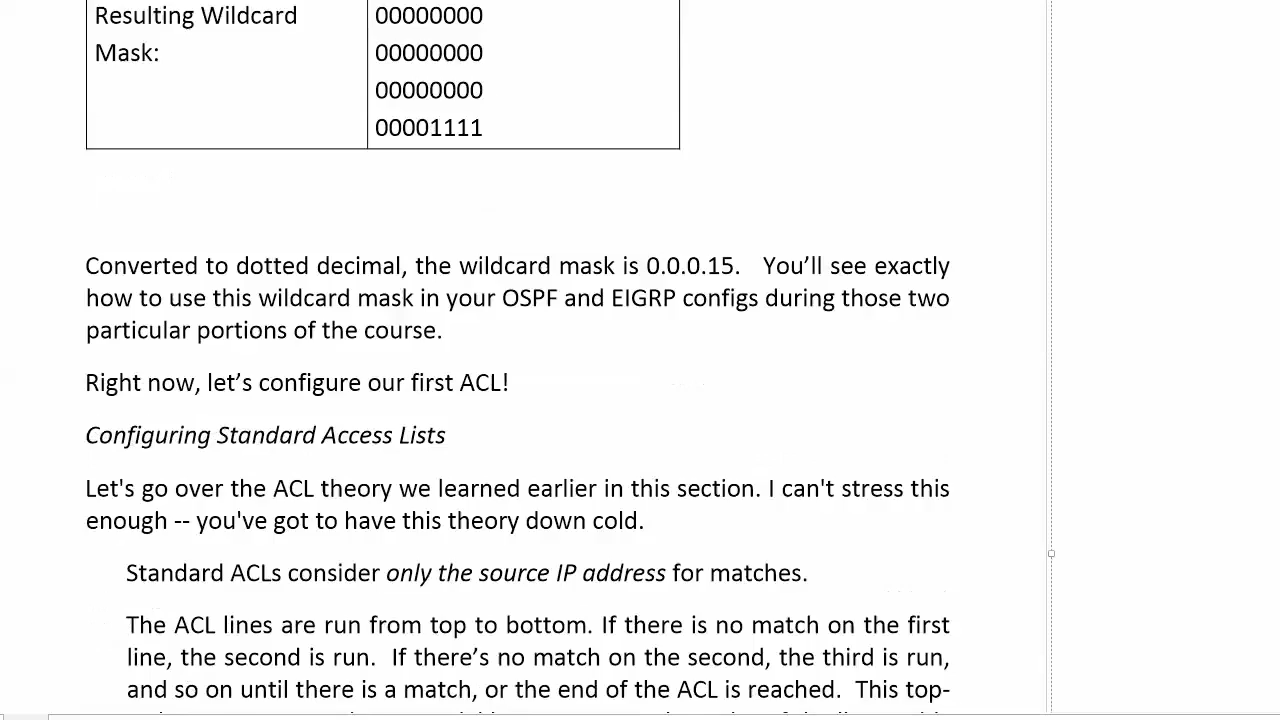 Resulting Wildcard 00000000
Mask: 00000000
00000000
00001111
Converted to dotted decimal, the wildcard mask is 0.0.0.15. You’ll see exactly
how to use this wildcard mask in your OSPF and EIGRP configs during those two
particular portions of the course.
Right now, let’s configure our first ACL!
Configuring Standard Access Lists
Let's go over the ACL theory we learned earlier in this section. I can't stress this
enough -- you've got to have this theory down cold.
Standard ACLs consider only the source IP address for matches.
The ACL lines are run from top to bottom. If there is no match on the first
line, the second is run. If there’s no match on the second, the third is run,
and so on until there is a match, or the end of the ACL is reached. This top-